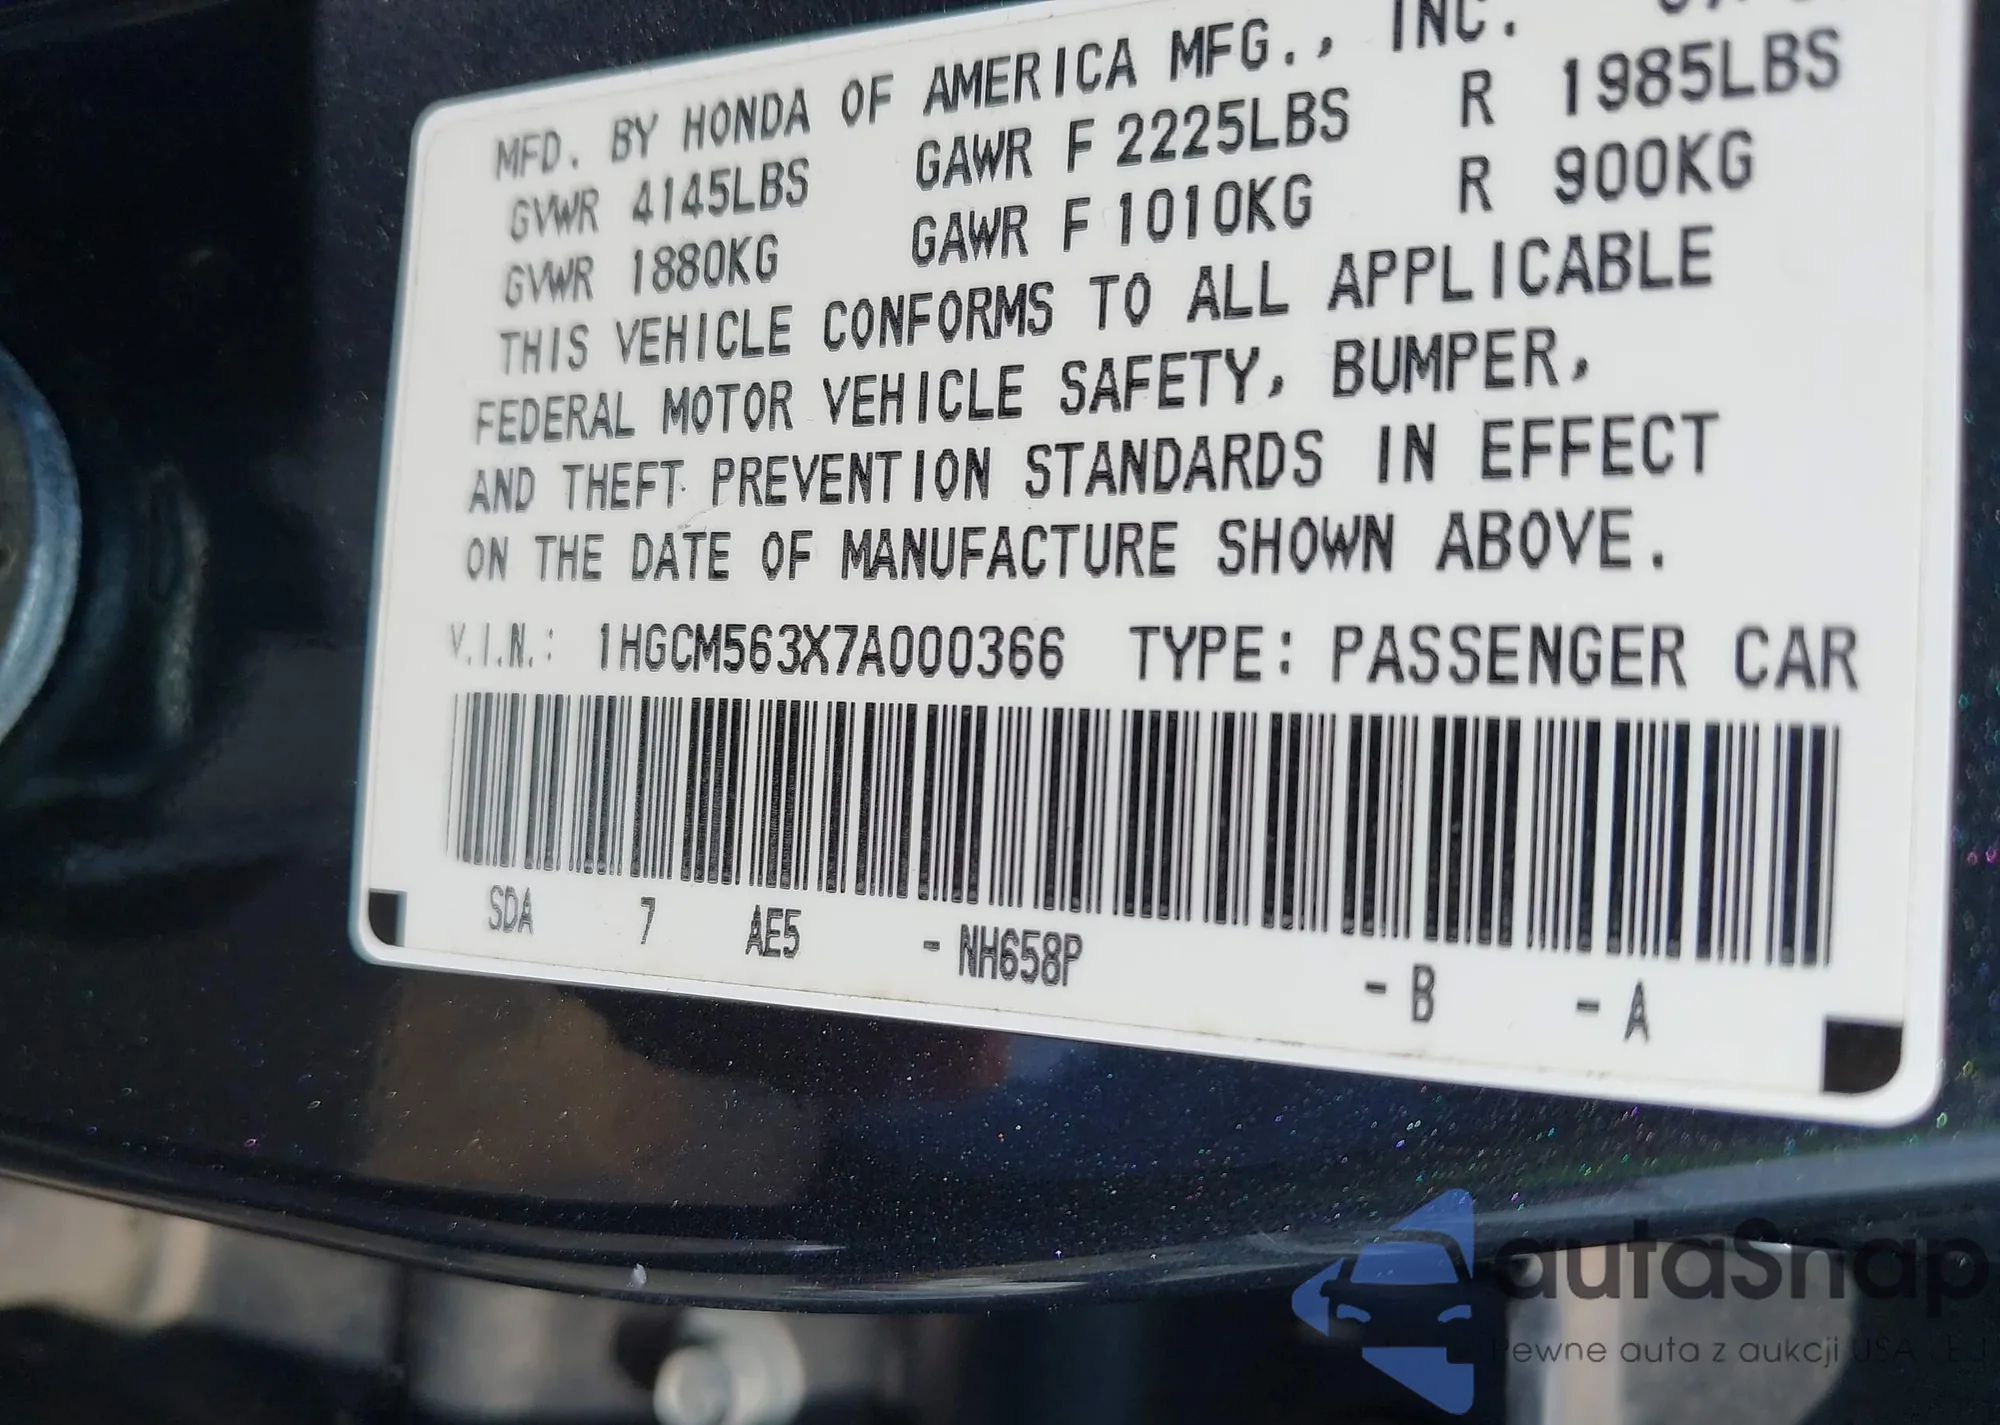 MFD. BY HONDA OF AMERICA MFG., INC.
GVWR 4145LBS GAWR F 2225LBS R 1985LBS
GVWR 1880KG GAWR F 1010KG R 900KG
THIS VEHICLE CONFORMS TO ALL APPLICABLE
FEDERAL MOTOR VEHICLE SAFETY, BUMPER,
AND THEFT PREVENTION STANDARDS IN EFFECT
ON THE DATE OF MANUFACTURE SHOWN ABOVE.
V.I.N.: 1HGCM563X7A000366 TYPE: PASSENGER CAR
SDA 7 AE5 - NH658P - B - A
autaSnap
Pewne auta z aukcji USA i EU